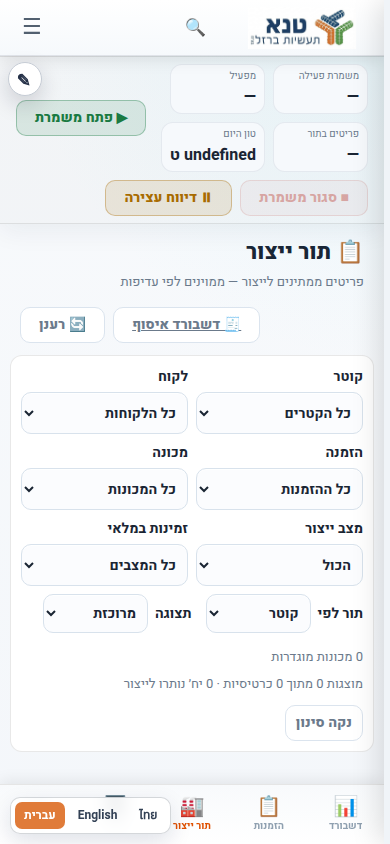 טנא
תעשיות ברזל
משמרת פעילה
—
מפעיל
—
פריטים בתור
—
טון היום
undefined ט
▶ פתח משמרת
■ סגור משמרת
⏸ דיווח עצירה
📋 תור ייצור
פריטים ממתינים לייצור — ממוינים לפי עדיפות
🧾 דשבורד איסוף
🔄 רענן
קוטר
לקוח
כל הקטרים
כל הלקוחות
הזמנה
מכונה
כל ההזמנות
כל המכונות
מצב ייצור
זמינות במלאי
הכול
כל המצבים
תור לפי
קוטר
תצוגה
מרוכזת
0 מכונות מוגדרות
מוצגות 0 מתוך 0 כרטיסיות · 0 יח' נותרו לייצור
נקה סינון
דשבורד
הזמנות
תור ייצור
עברית
English
ไทย